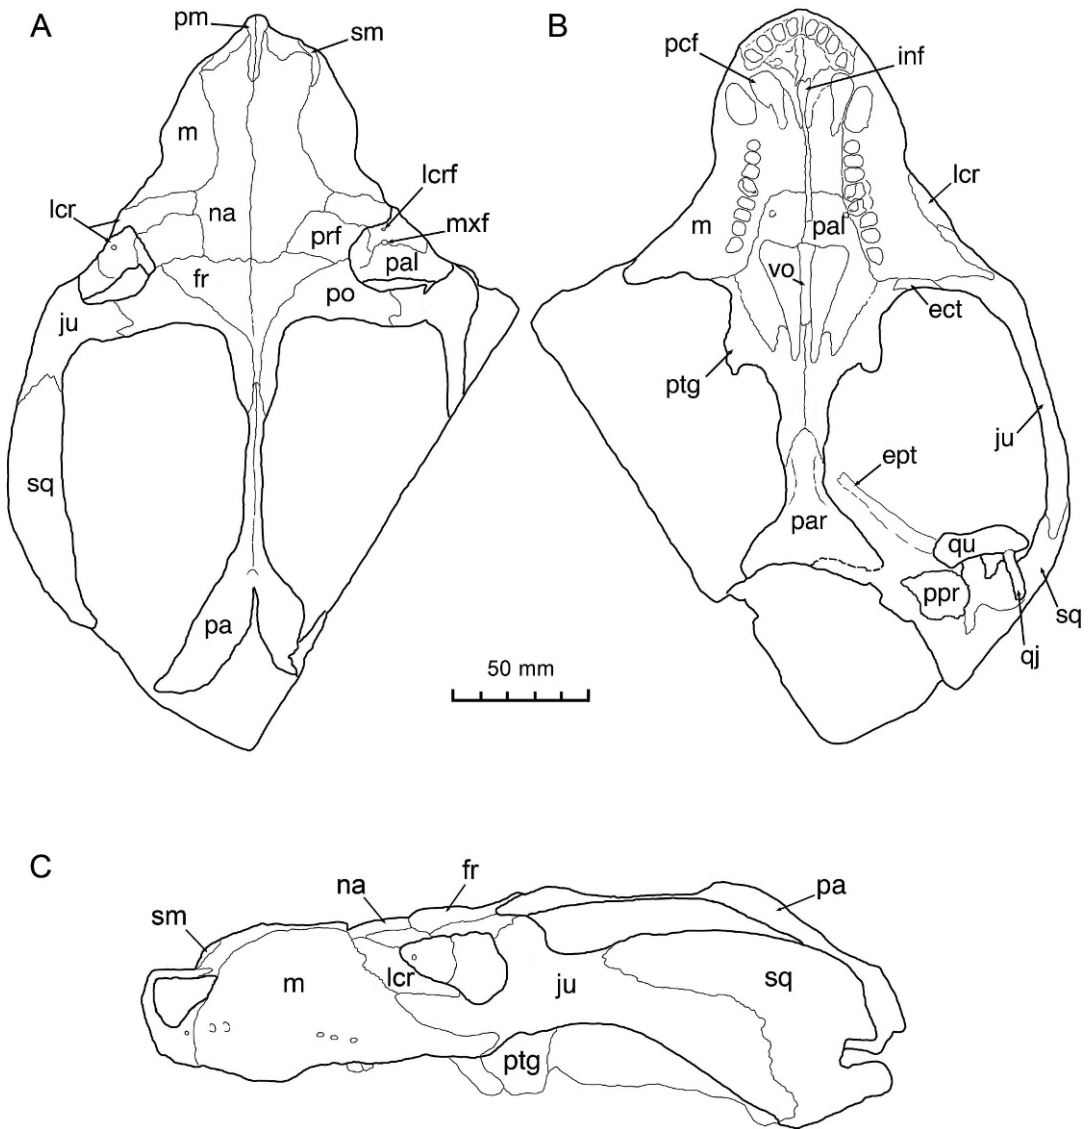 A
pm
sm
m
lcrf
lcr
na
mxf
prf
pal
fr
po
ju
sq
pa
50 mm
B
pcf
inf
lcr
m
pal
vo
ect
ptg
ju
ept
par
qu
ppr
sq
qj
C
fr
na
pa
sm
lcr
m
sq
ju
ptg